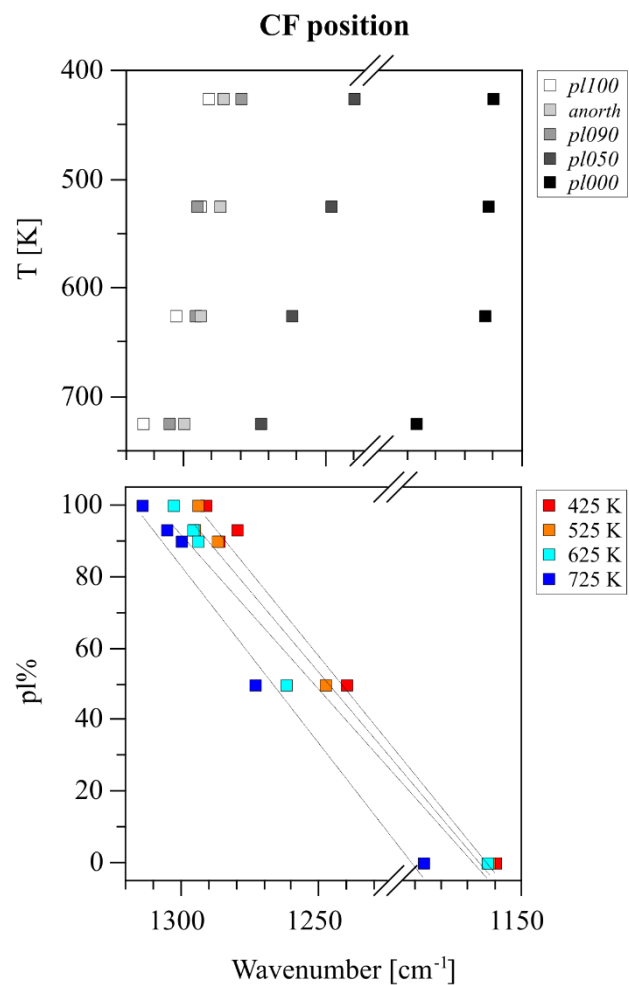 CF position
400
500
600
700
T [K]
pl100
anorth
pl090
pl050
pl000
100
80
60
40
20
0
pl%
425 K
525 K
625 K
725 K
1300
1250
1150
Wavenumber [cm⁻¹]